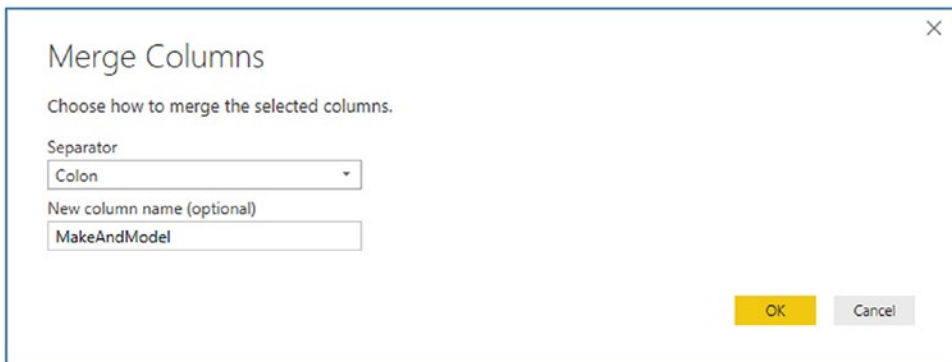 Merge Columns
Choose how to merge the selected columns.
Separator
Colon
New column name (optional)
MakeAndModel
OK Cancel